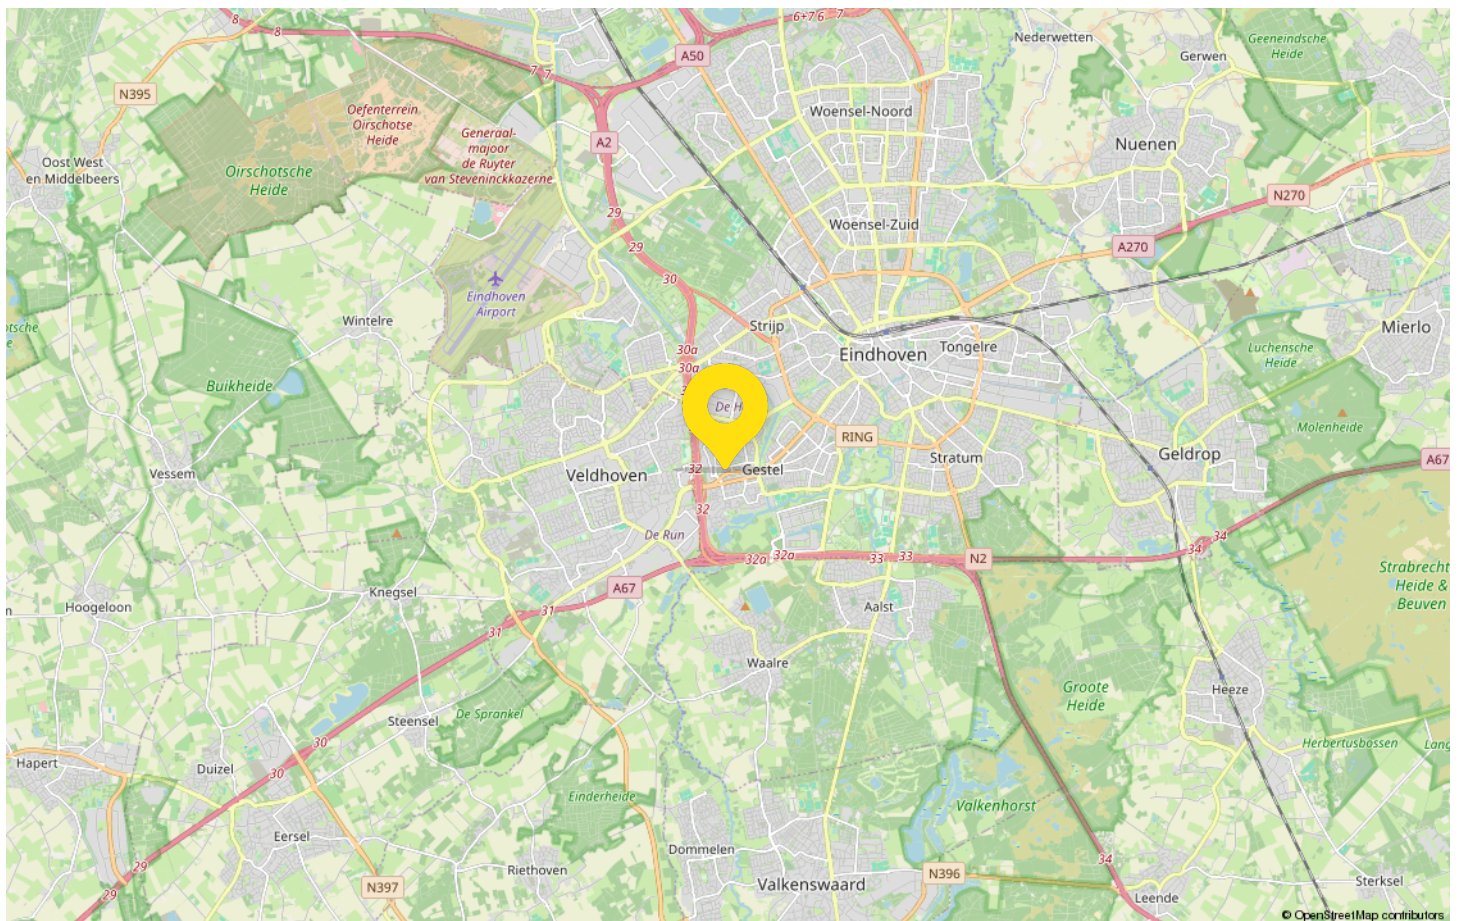 8
8
6+7
6
7
A50
Nederwetten
Geeneindsche
Heide
Gerwen
7
7
N395
Oefenterrein
Oirschotse
Heide
Woensel-Noord
Generaal-
majoor
de Ruyter
van Steveninckkazerne
A2
Nuenen
Oost West
en Middelbeers
Oirschotsche
Heide
N270
29
Woensel-Zuid
29
A270
30
Eindhoven
Airport
Wintelre
Strijp
Eindhoven
Tongelre
Mierlo
30a
30a
Luchensche
Heide
Buikheide
De H
RING
Molenheide
Vessem
Veldhoven
32
Gestel
Stratum
Geldrop
A67
32
De Run
34
34
32a
32a
33
33
N2
Strabrecht
Heide &
Beuven
Hoogeloon
Knegsel
A67
31
31
Aalst
Waalre
Groote
Heide
Heeze
Steensel
De Sprankel
30
30
Herbertusbossen
Lang
Hapert
Duizel
Einderheide
Valkenhorst
Eersel
Dommelen
34
29
29
Riethoven
N397
Valkenswaard
N396
Leende
Sterksel
© OpenStreetMap contributors